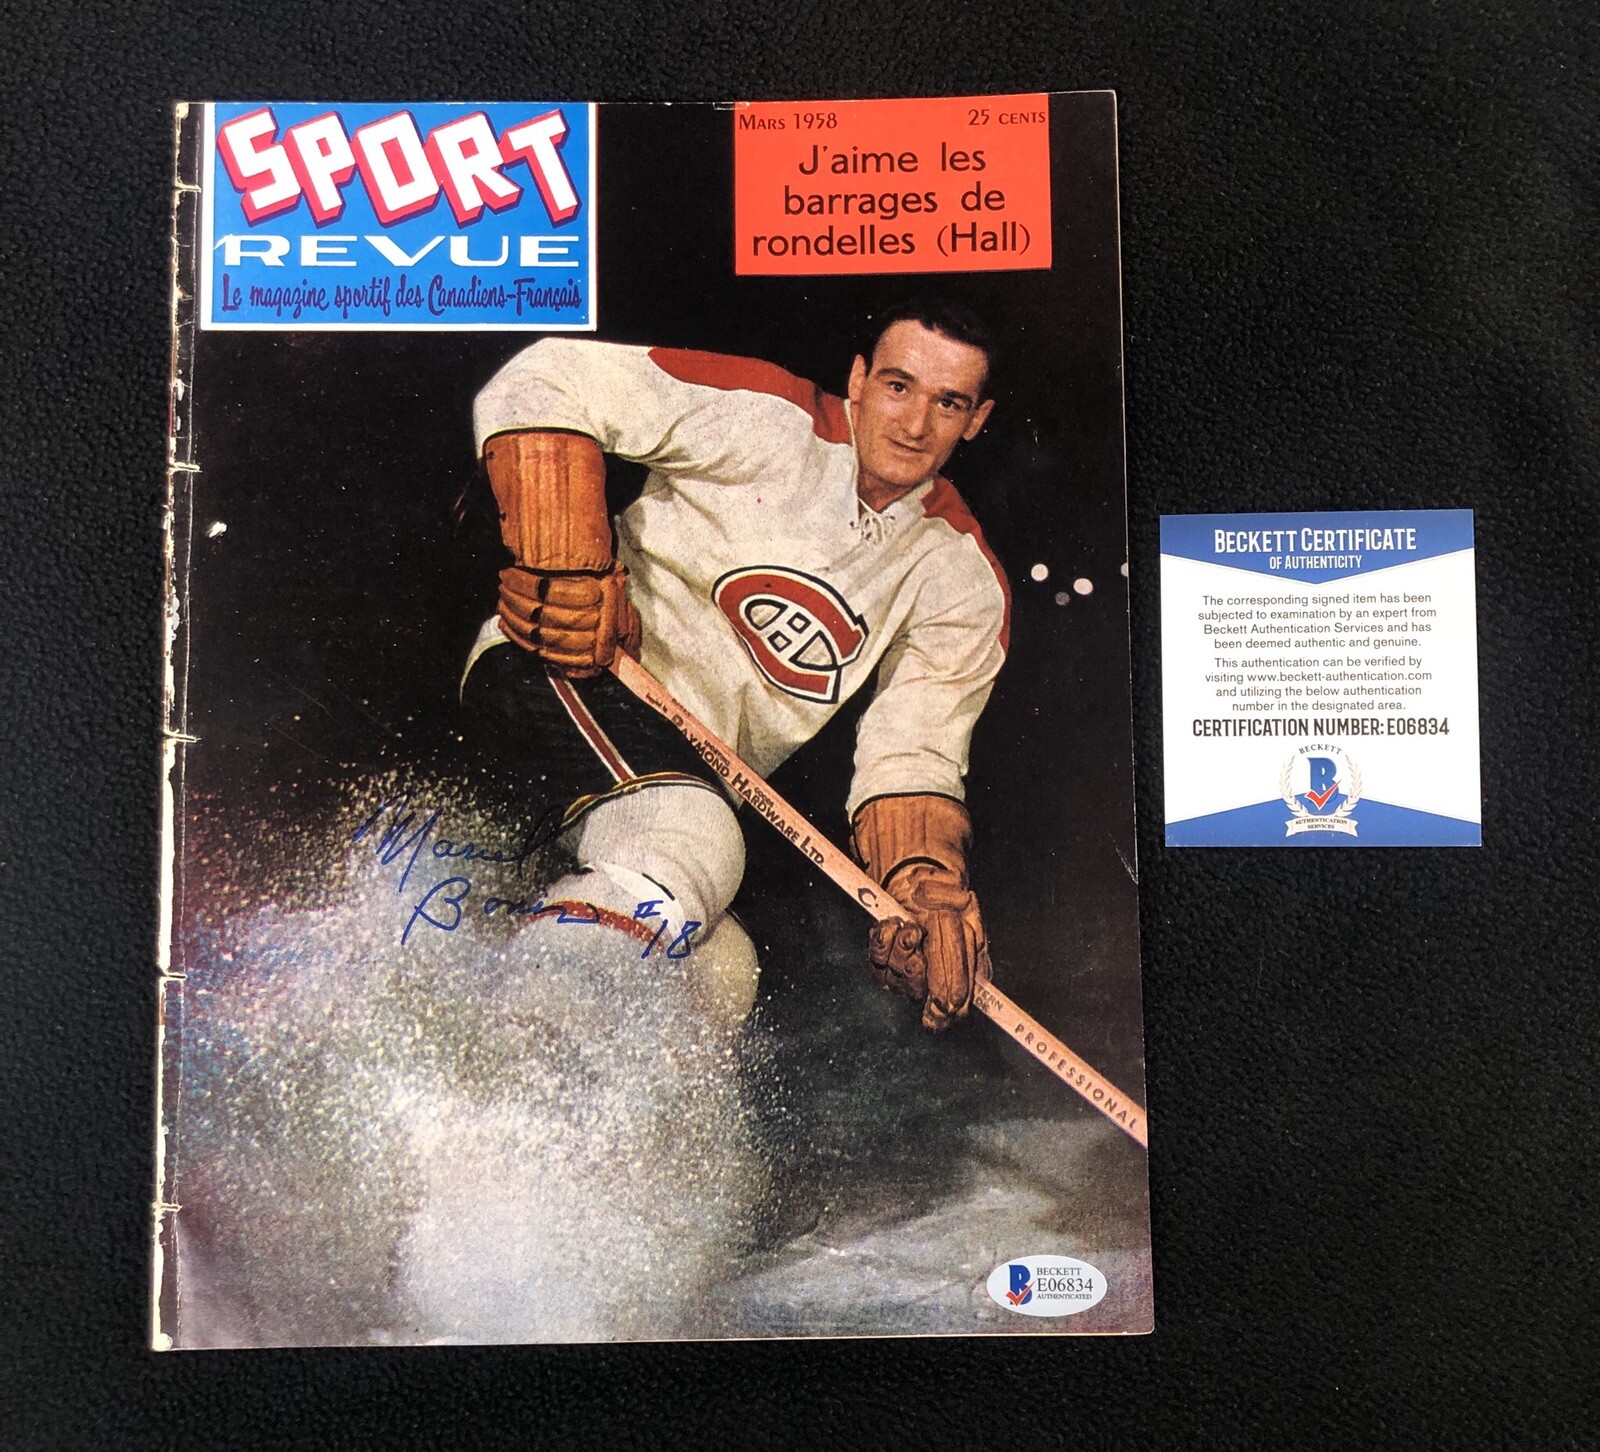 SPORT
REVUE
Le magazine sportif des Canadiens-Français
MARS 1958 25 CENTS
J'aime les
barrages de
rondelles (Hall)
RAYMOND HARDWARE LTD.
C.
PROFESSIONAL
Marcel
Bonin #18
BECKETT
E06834
AUTHENTICATED
BECKETT CERTIFICATE
OF AUTHENTICITY
The corresponding signed item has been
subjected to examination by an expert from
Beckett Authentication Services and has
been deemed authentic and genuine.
This authentication can be verified by
visiting www.beckett-authentication.com
and utilizing the below authentication
number in the designated area.
CERTIFICATION NUMBER: E06834
BECKETT
B
AUTHENTICATION
SERVICES